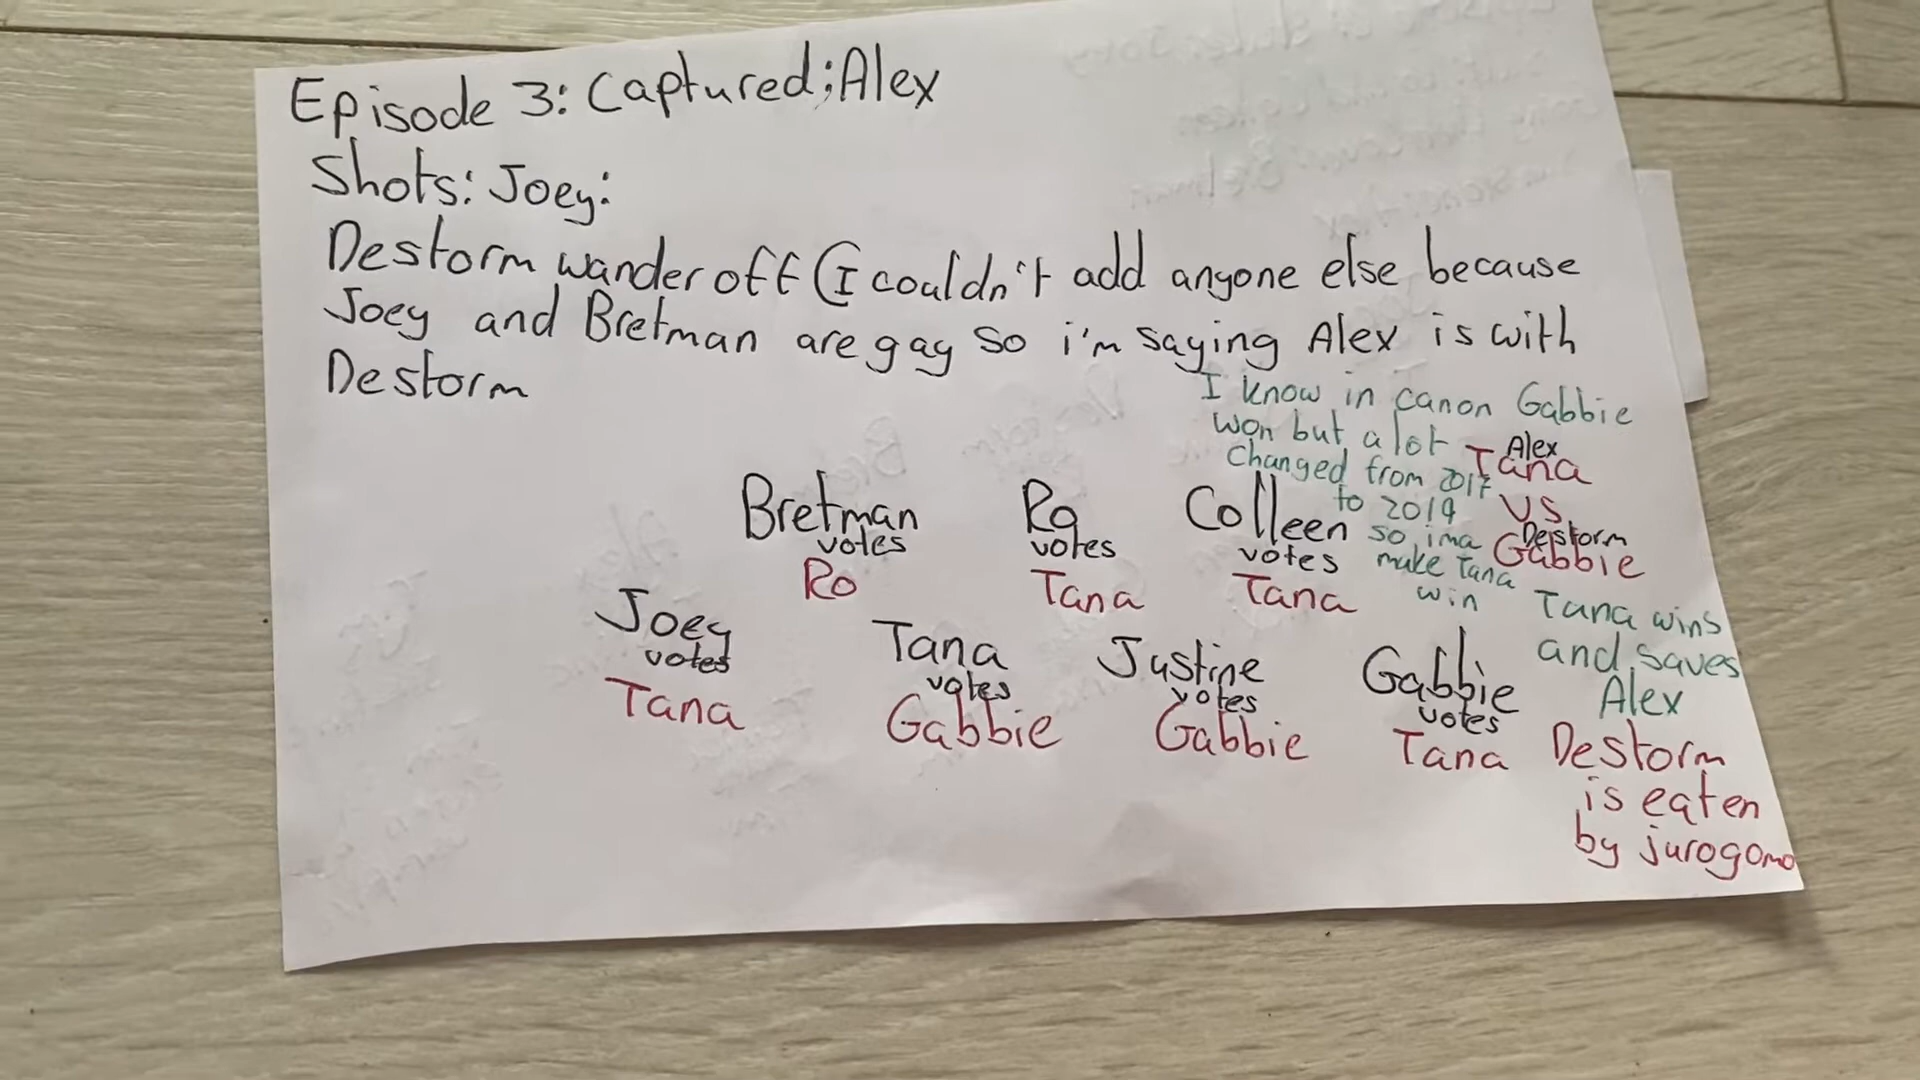 Episode 3: Captured; Alex
Shots: Joey:
Destorm wander off (I couldn't add anyone else because
Joey and Bretman are gay so i'm saying Alex is with
Destorm
I know in canon Gabbie
won but a lot
changed from 2017
to 2019
so ima
make Tana
win
Alex
Tana
VS
Destorm
Gabbie
Tana wins
and saves
Alex
Destorm
is eaten
by jurogomo
Bretman
votes
Ro
Ro
votes
Tana
Colleen
votes
Tana
Joey
votes
Tana
Tana
votes
Gabbie
Justine
votes
Gabbie
Gabbie
votes
Tana